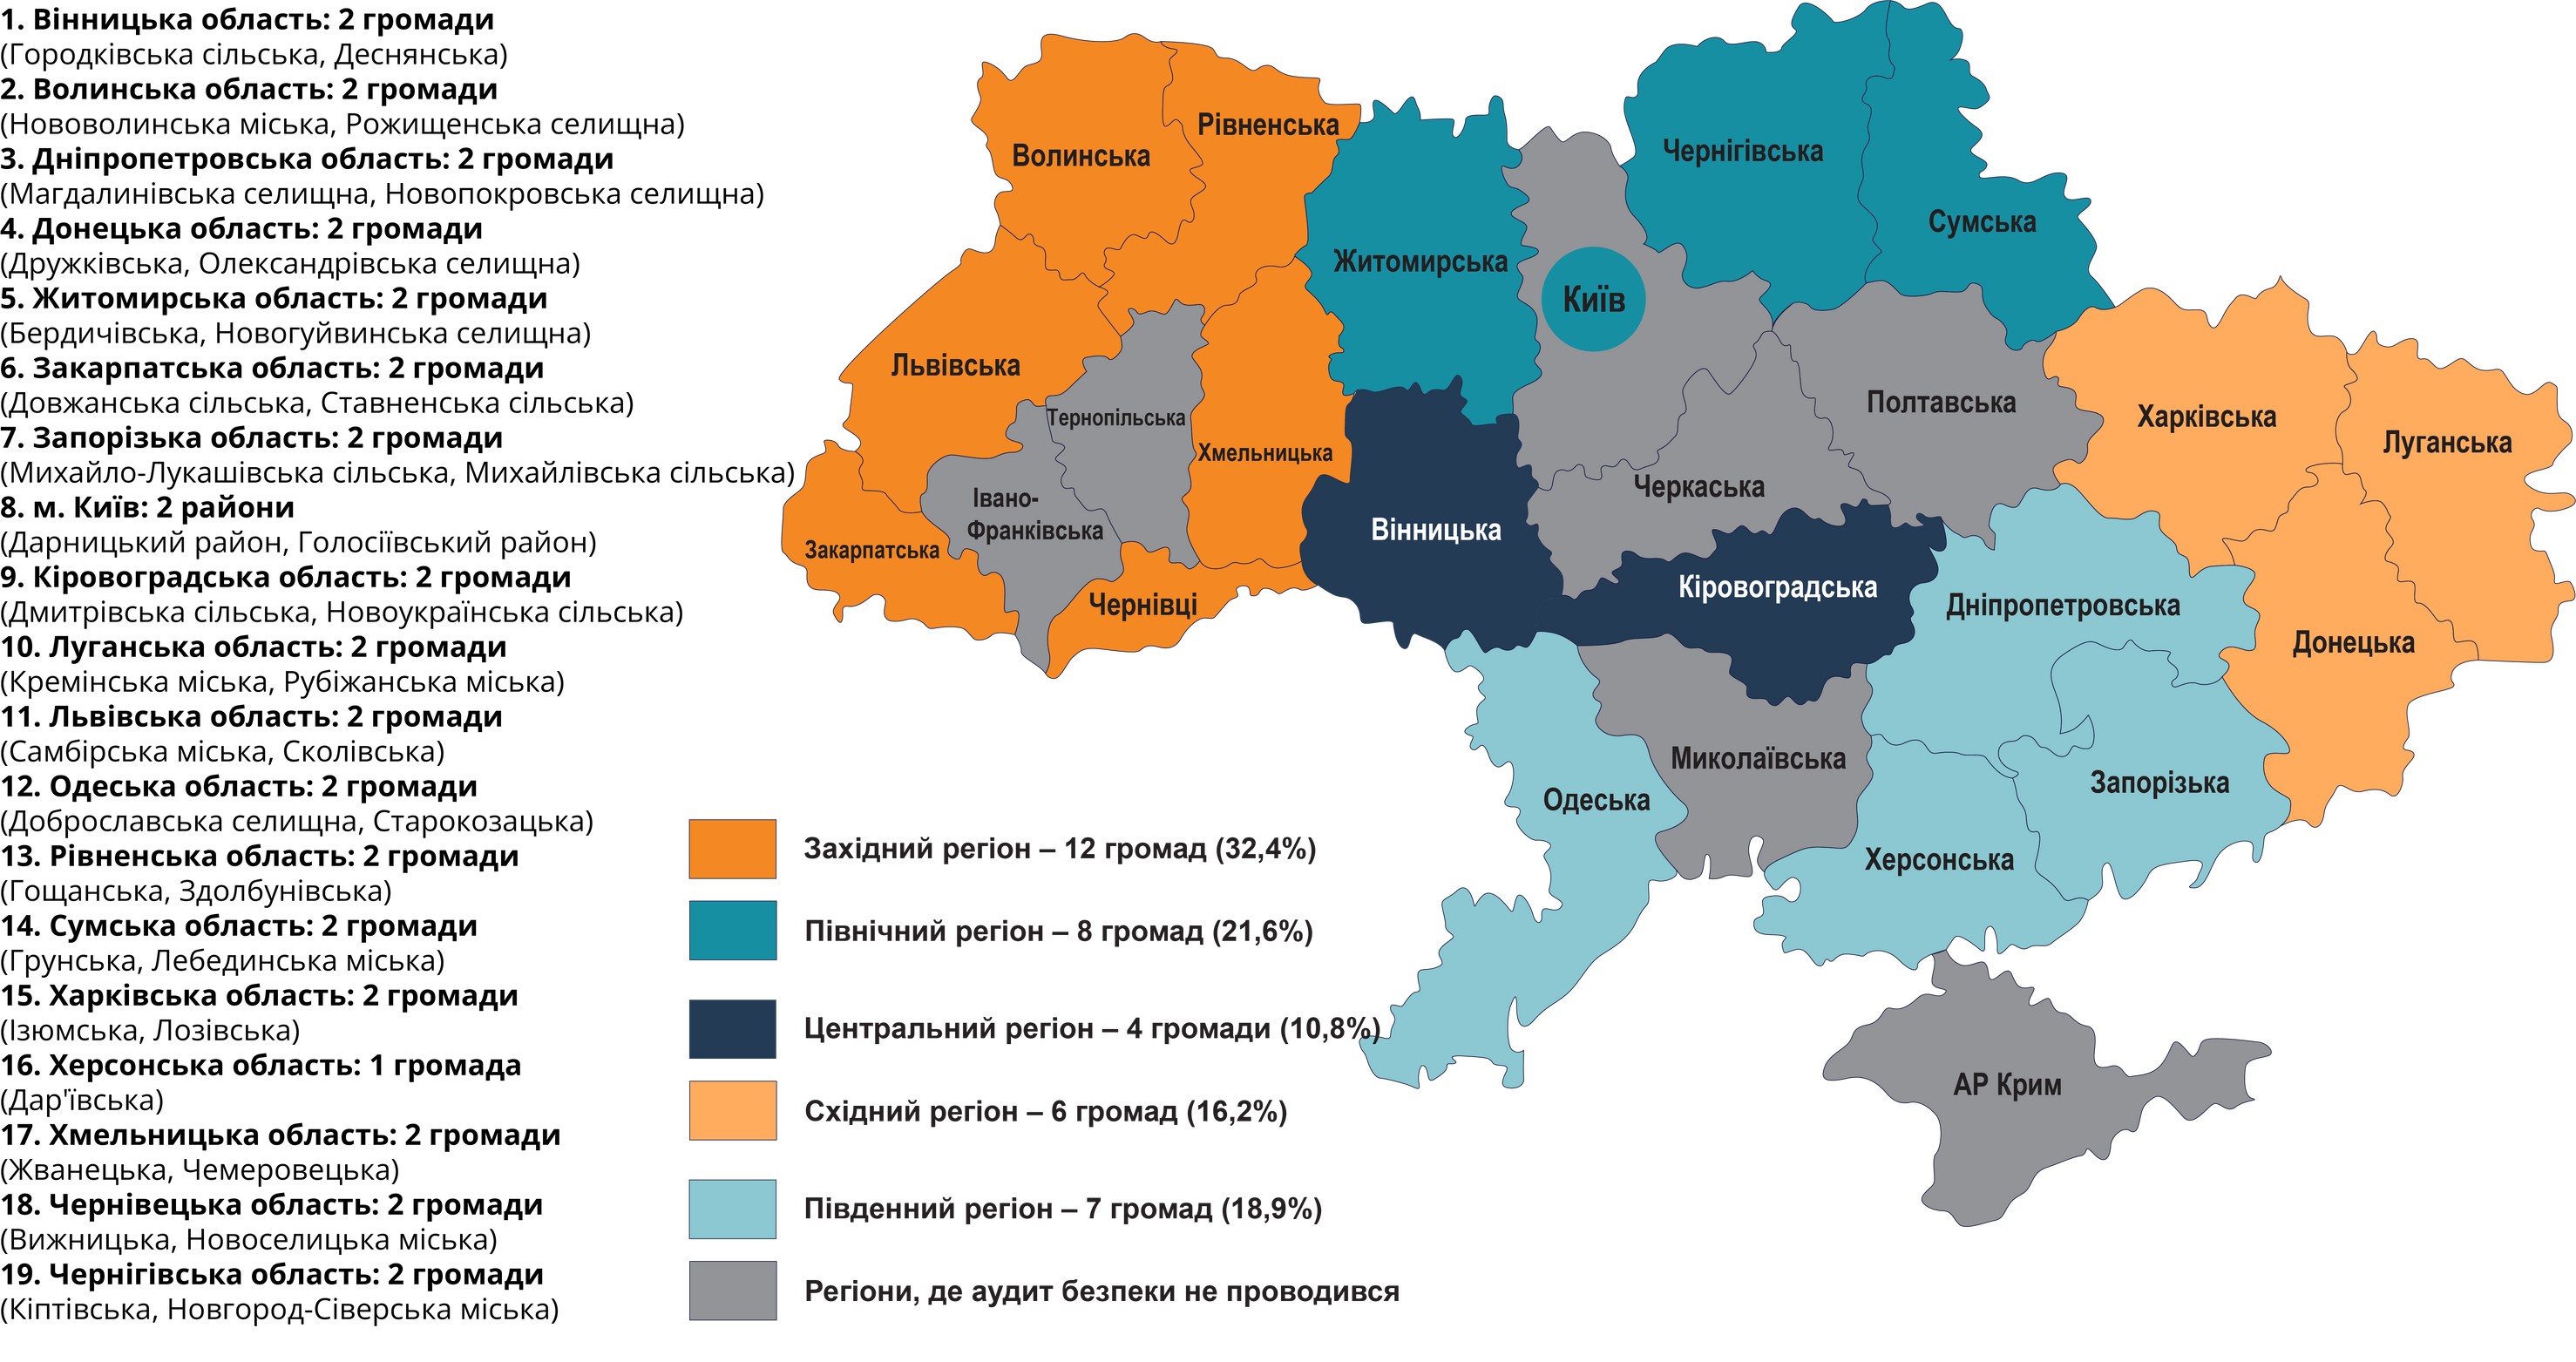 1. Вінницька область: 2 громади
(Городківська сільська, Деснянська)
2. Волинська область: 2 громади
(Нововолинська міська, Рожищенська селищна)
3. Дніпропетровська область: 2 громади
(Магдалинівська селищна, Новопокровська селищна)
4. Донецька область: 2 громади
(Дружківська, Олександрівська селищна)
5. Житомирська область: 2 громади
(Бердичівська, Новогуйвинська селищна)
6. Закарпатська область: 2 громади
(Довжанська сільська, Ставненська сільська)
7. Запорізька область: 2 громади
(Михайло-Лукашівська сільська, Михайлівська сільська)
8. м. Київ: 2 райони
(Дарницький район, Голосіївський район)
9. Кіровоградська область: 2 громади
(Дмитрівська сільська, Новоукраїнська сільська)
10. Луганська область: 2 громади
(Кремінська міська, Рубіжанська міська)
11. Львівська область: 2 громади
(Самбірська міська, Сколівська)
12. Одеська область: 2 громади
(Доброславська селищна, Старокозацька)
13. Рівненська область: 2 громади
(Гощанська, Здолбунівська)
14. Сумська область: 2 громади
(Грунська, Лебединська міська)
15. Харківська область: 2 громади
(Ізюмська, Лозівська)
16. Херсонська область: 1 громада
(Дар'ївська)
17. Хмельницька область: 2 громади
(Жванецька, Чемеровецька)
18. Чернівецька область: 2 громади
(Вижницька, Новоселицька міська)
19. Чернігівська область: 2 громади
(Кіптівська, Новгород-Сіверська міська)
Волинська
Рівненська
Житомирська
Київ
Чернігівська
Сумська
Львівська
Тернопільська
Хмельницька
Івано-
Франківська
Закарпатська
Чернівці
Вінницька
Черкаська
Полтавська
Харківська
Луганська
Кіровоградська
Дніпропетровська
Донецька
Миколаївська
Одеська
Запорізька
Херсонська
АР Крим
Західний регіон – 12 громад (32,4%)
Північний регіон – 8 громад (21,6%)
Центральний регіон – 4 громади (10,8%)
Східний регіон – 6 громад (16,2%)
Південний регіон – 7 громад (18,9%)
Регіони, де аудит безпеки не проводився